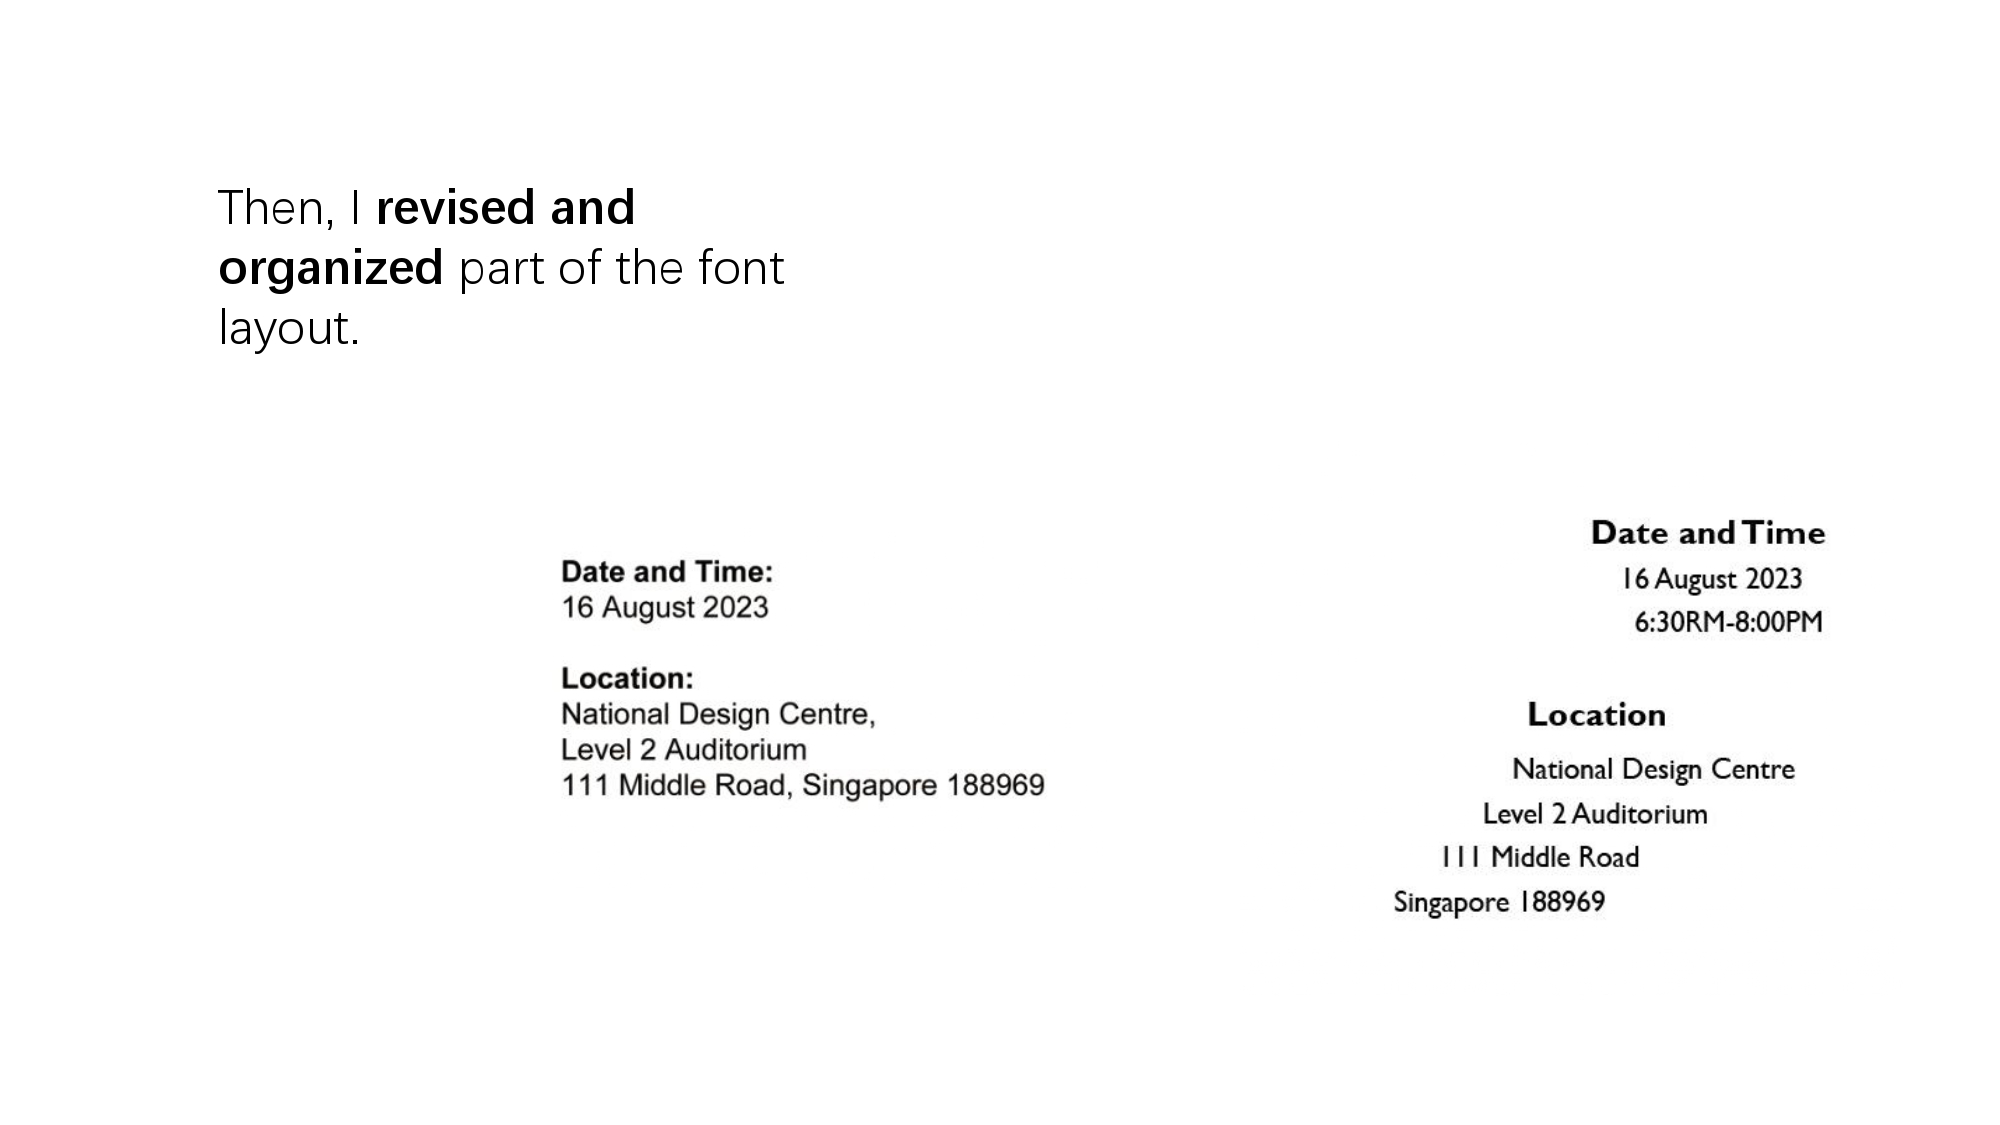 Then, I revised and
organized part of the font
layout.
Date and Time:
16 August 2023
Location:
National Design Centre,
Level 2 Auditorium
111 Middle Road, Singapore 188969
Date and Time
16 August 2023
6:30RM-8:00PM
Location
National Design Centre
Level 2 Auditorium
111 Middle Road
Singapore 188969